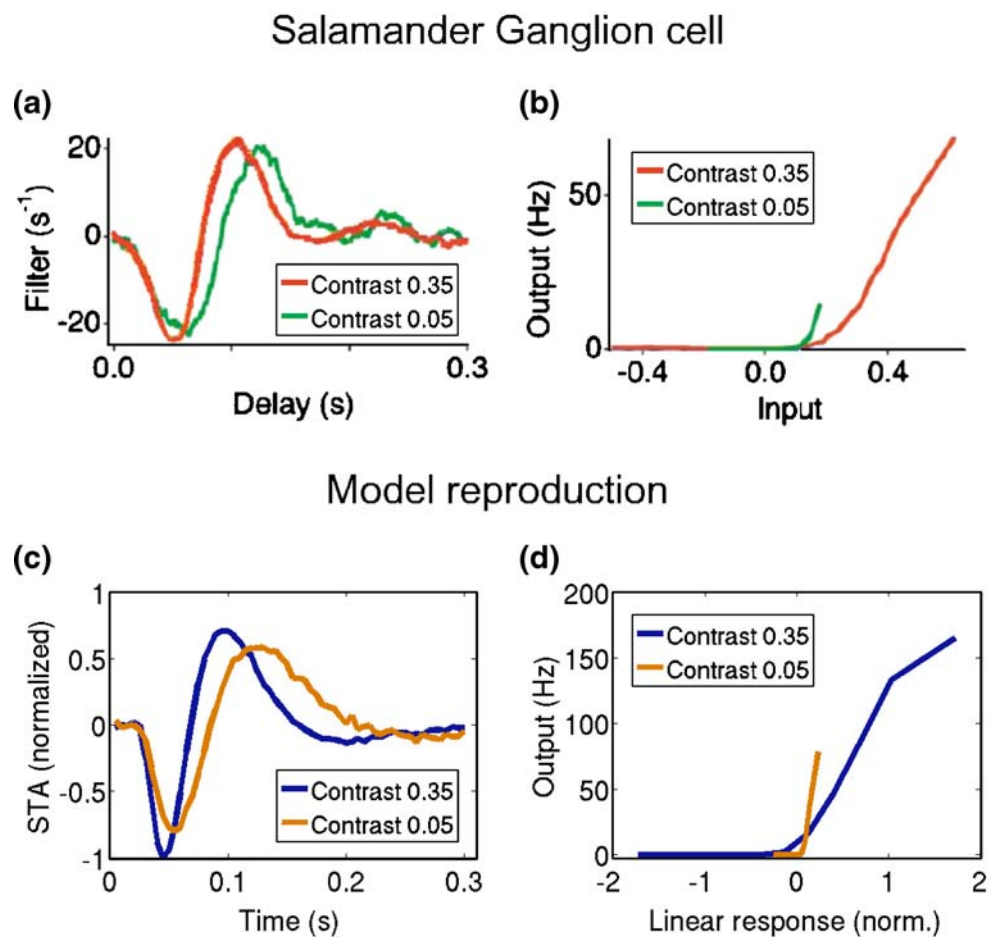 Salamander Ganglion cell
(a)
20
0
-20
Filter (s⁻¹)
Contrast 0.35
Contrast 0.05
0.0
0.3
Delay (s)
(b)
50
0
Output (Hz)
Contrast 0.35
Contrast 0.05
-0.4
0.0
0.4
Input
Model reproduction
(c)
1
0.5
0
-0.5
-1
STA (normalized)
Contrast 0.35
Contrast 0.05
0
0.1
0.2
0.3
Time (s)
(d)
200
150
100
50
0
Output (Hz)
Contrast 0.35
Contrast 0.05
-2
-1
0
1
2
Linear response (norm.)